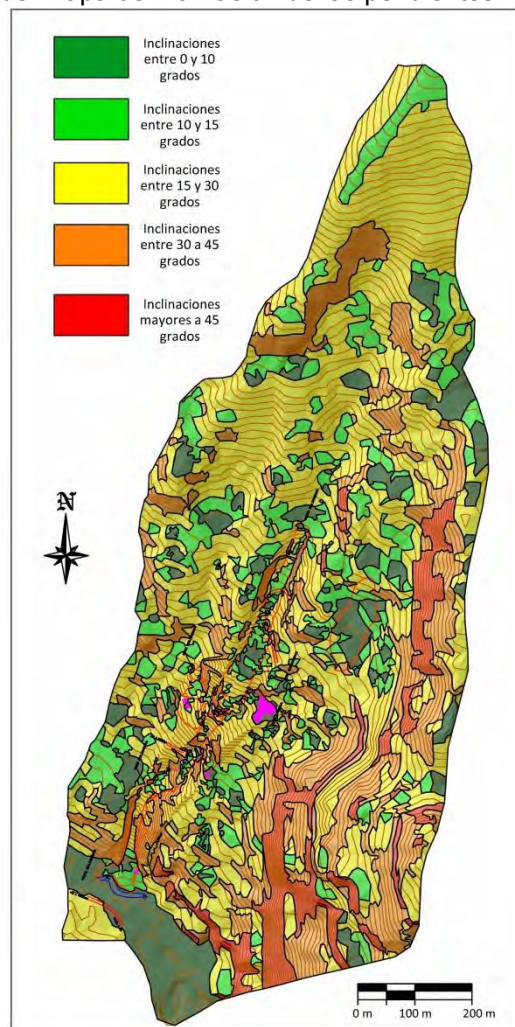 Inclinaciones
entre 0 y 10
grados
Inclinaciones
entre 10 y 15
grados
Inclinaciones
entre 15 y 30
grados
Inclinaciones
entre 30 a 45
grados
Inclinaciones
mayores a 45
grados
N
0 m 100 m 200 m